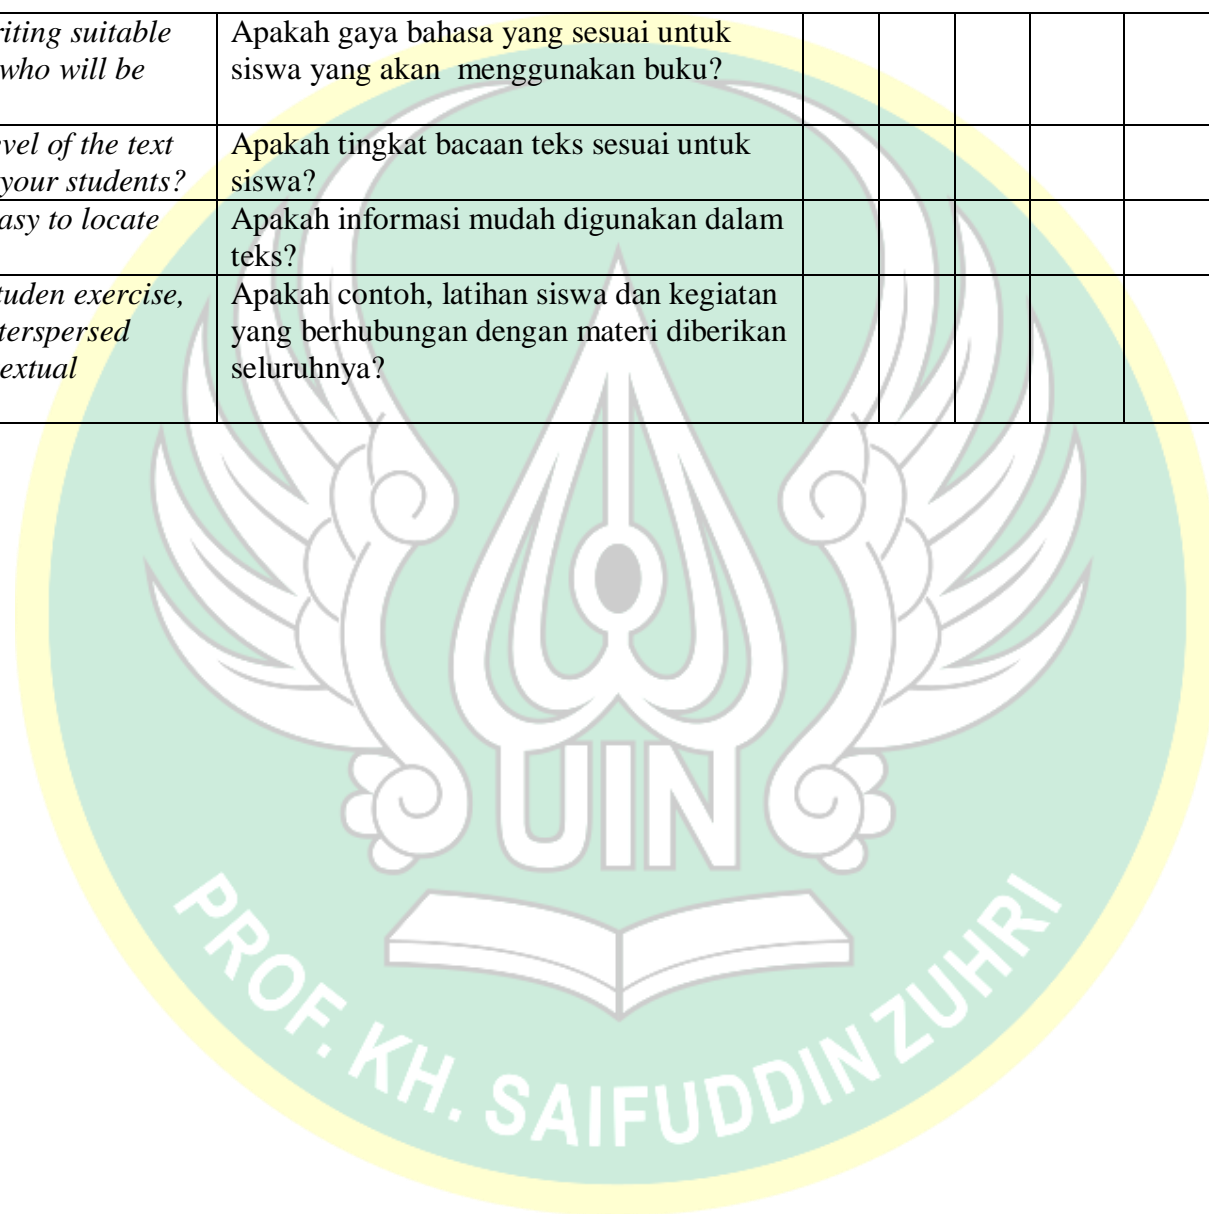 riting suitable
who will be
Apakah gaya bahasa yang sesuai untuk
siswa yang akan menggunakan buku?
vel of the text
your students?
Apakah tingkat bacaan teks sesuai untuk
siswa?
asy to locate
Apakah informasi mudah digunakan dalam
teks?
tuden exercise,
terspersed
extual
Apakah contoh, latihan siswa dan kegiatan
yang berhubungan dengan materi diberikan
seluruhnya?
UIN
PROF. KH. SAIFUDDIN ZUHRI